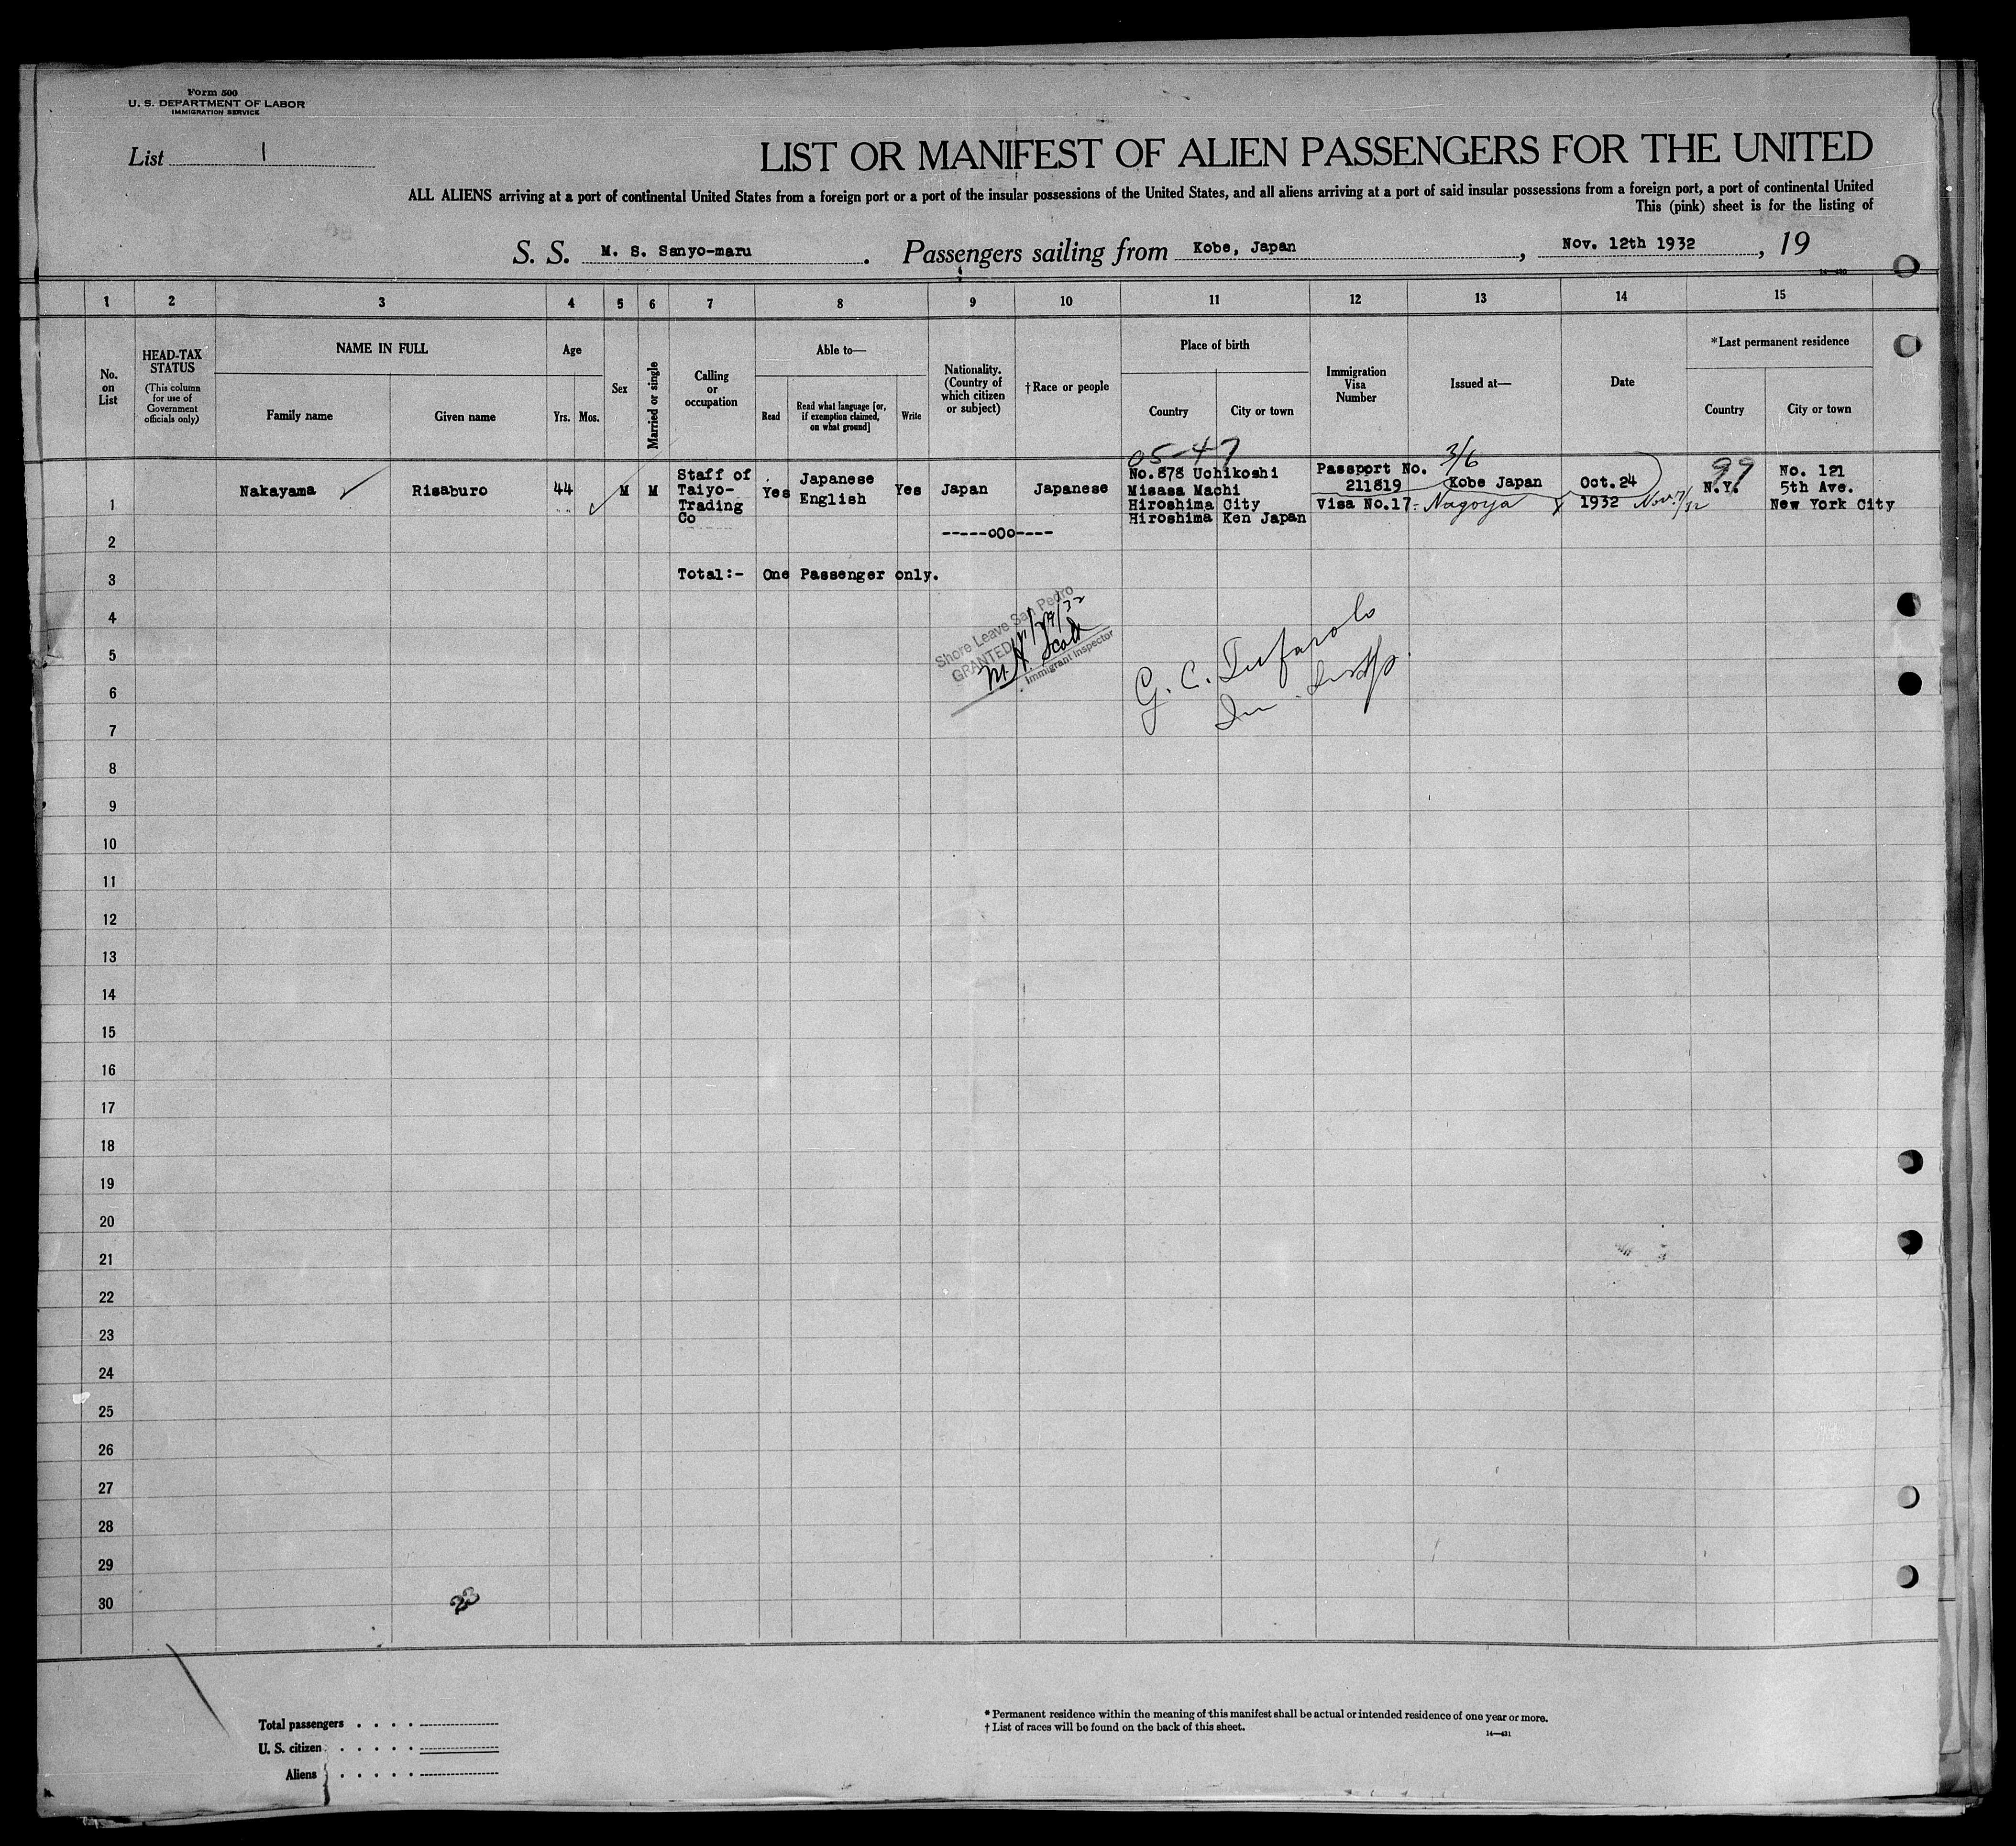 Form 500
U. S. DEPARTMENT OF LABOR
IMMIGRATION SERVICE
List 1
LIST OR MANIFEST OF ALIEN PASSENGERS FOR THE UNITED
ALL ALIENS arriving at a port of continental United States from a foreign port or a port of the insular possessions of the United States, and all aliens arriving at a port of said insular possessions from a foreign port, a port of continental United
This (pink) sheet is for the listing of
S. S. M. S. Sanyo-maru. Passengers sailing from Kobe, Japan, Nov. 12th 1932, 19
1 2 3 4 5 6 7 8 9 10 11 12 13 14 15
No. on List
HEAD-TAX STATUS
(This column for use of Government officials only)
NAME IN FULL
Family name
Given name
Age
Yrs.
Mos.
Sex
Married or single
Calling or occupation
Able to—
Read
Read what language [or, if exemption claimed, on what ground]
Write
Nationality. (Country of which citizen or subject)
†Race or people
Place of birth
Country
City or town
Immigration Visa Number
Issued at—
Date
*Last permanent residence
Country
City or town
05-47
3/6
99
1
Nakayama
Risaburo
44
M
M
Staff of
Taiyo-
Trading
Co
Yes
Japanese
English
Yes
Japan
Japanese
No.878 Uchikoshi
Misasa Machi
Hiroshima City
Hiroshima Ken Japan
Passport No.
211819
Visa No.17-
Kobe Japan
Nagoya
Oct.24
1932
Nov. 7/32
N.Y.
No. 121
5th Ave.
New York City
2
-----o0o----
3
Total:- One Passenger only.
4
Shore Leave San Pedro
GRANTED
M. H. Scott
Immigrant Inspector
G. C.
5
6
7
8
9
10
11
12
13
14
15
16
17
18
19
20
21
22
23
24
25
26
27
28
29
30
Total passengers
U. S. citizen
Aliens
* Permanent residence within the meaning of this manifest shall be actual or intended residence of one year or more.
† List of races will be found on the back of this sheet.
14—431